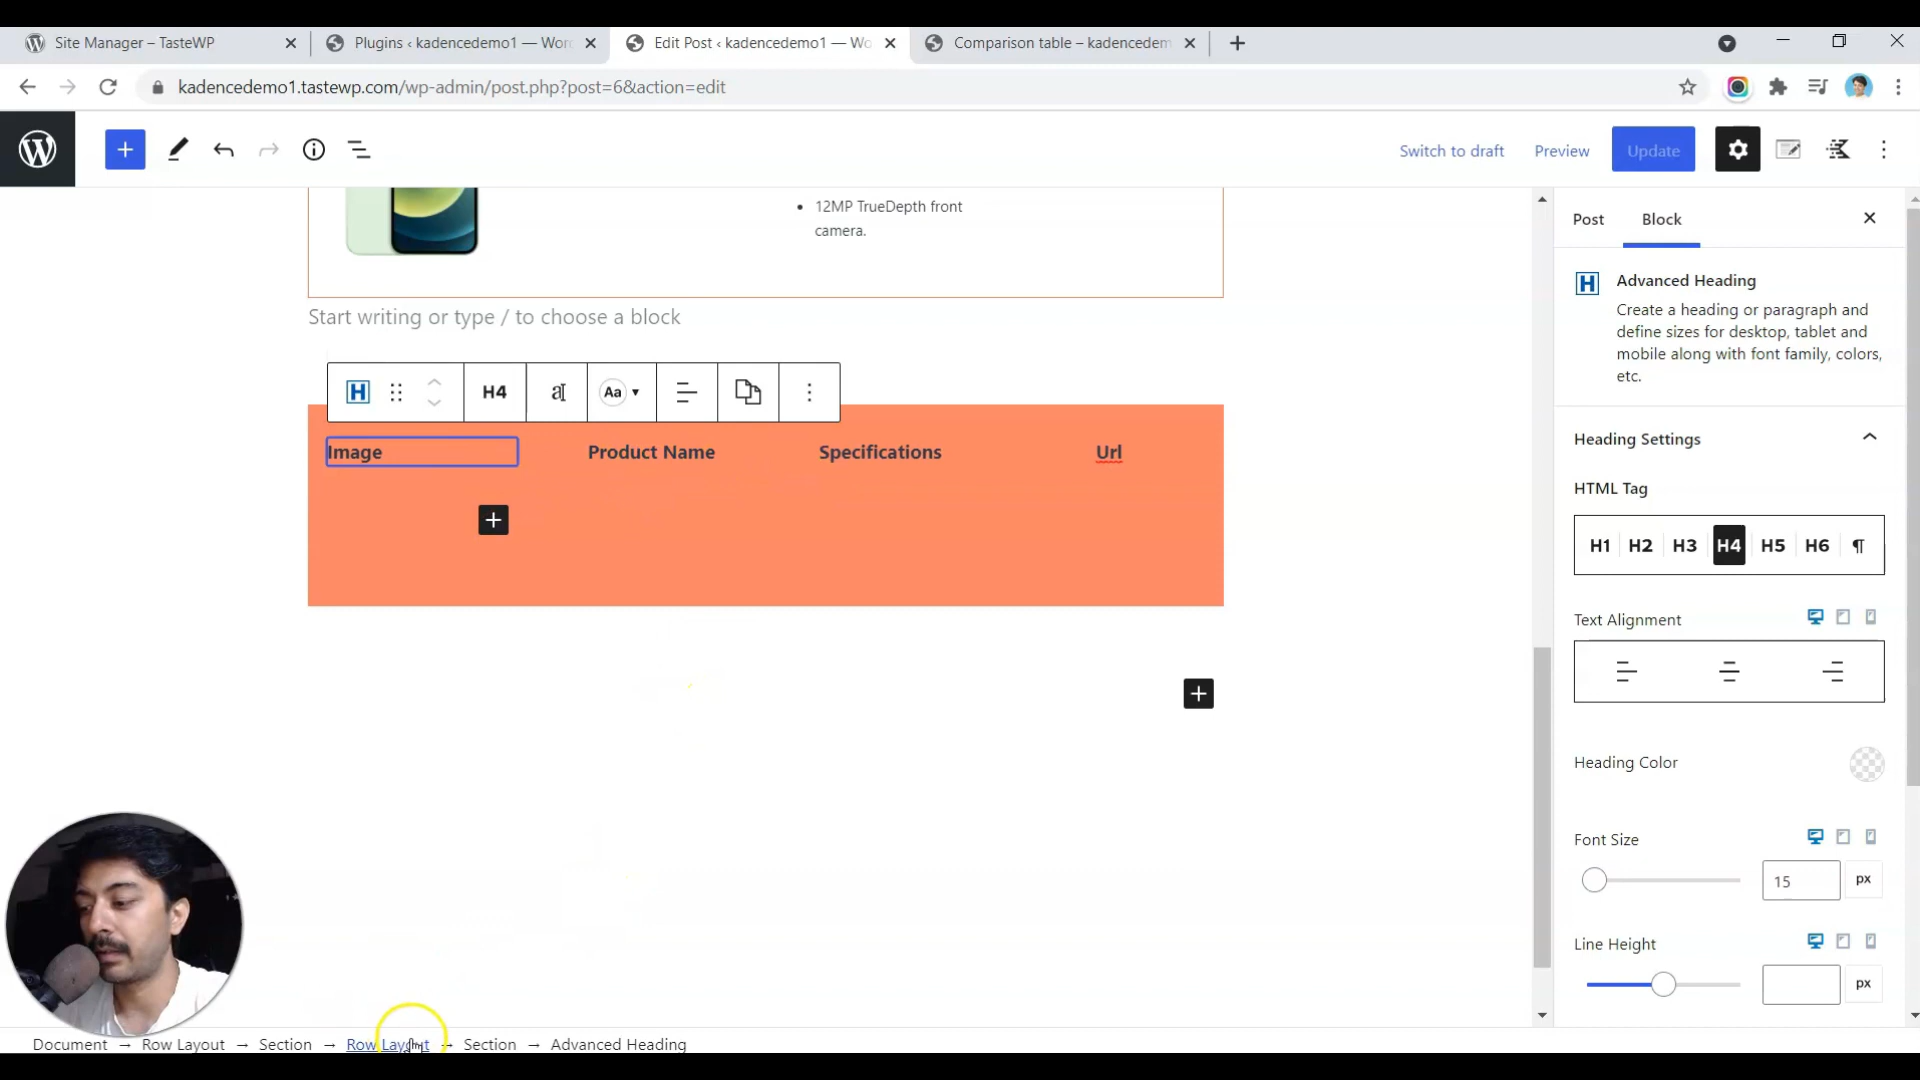 Site Manager – TasteWP
Plugins ‹ kadencedemo1 — Wor
Edit Post ‹ kadencedemo1 — Wo
Comparison table – kadencedem
kadencedemo1.tastewp.com/wp-admin/post.php?post=6&action=edit
Switch to draft
Preview
Update
12MP TrueDepth front
camera.
Start writing or type / to choose a block
H
H4
Aa
Image
Product Name
Specifications
Url
Post
Block
H
Advanced Heading
Create a heading or paragraph and
define sizes for desktop, tablet and
mobile along with font family, colors,
etc.
Heading Settings
HTML Tag
H1 H2 H3 H4 H5 H6 ¶
Text Alignment
Heading Color
Font Size
15 px
Line Height
px
Document → Row Layout → Section → Row Layout → Section → Advanced Heading